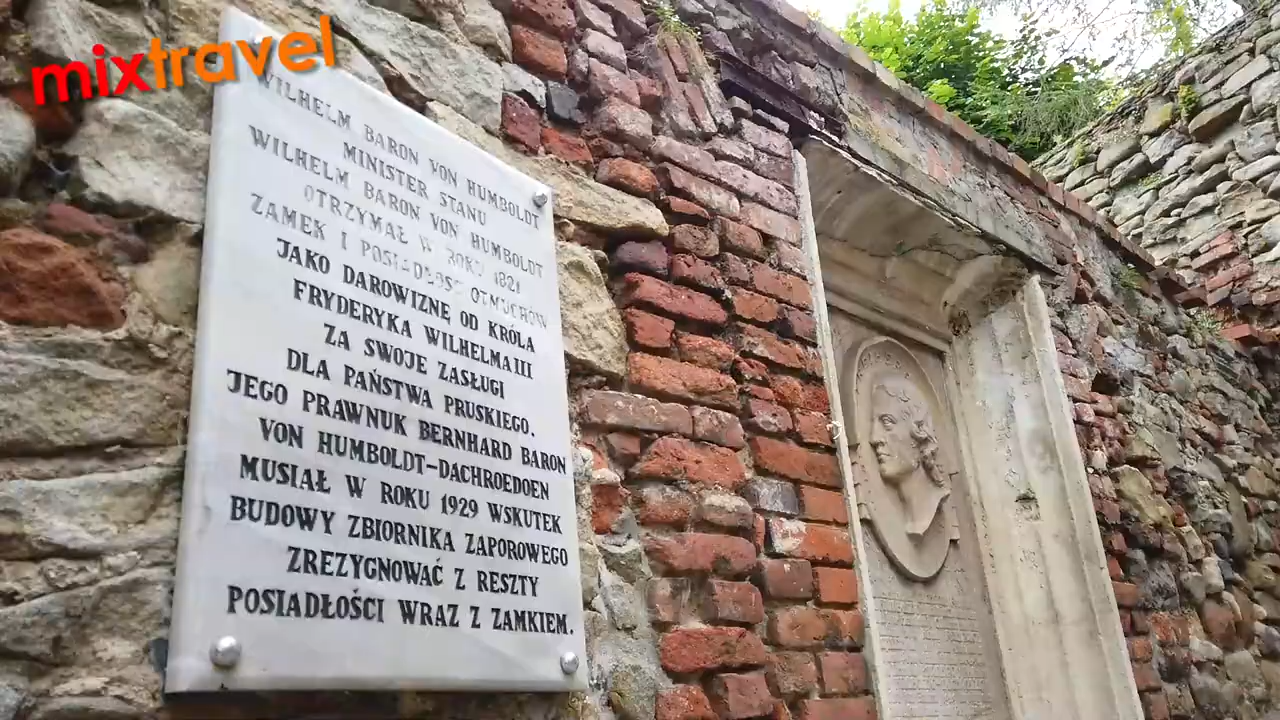 mixtravel
WILHELM BARON VON HUMBOLDT
MINISTER STANU
WILHELM BARON VON HUMBOLDT
OTRZYMAŁ W ROKU 1821
ZAMEK I POSIADŁOŚĆ OTMUCHÓW
JAKO DAROWIZNĘ OD KRÓLA
FRYDERYKA WILHELMA III
ZA SWOJE ZASŁUGI
DLA PAŃSTWA PRUSKIEGO.
JEGO PRAWNUK BERNHARD BARON
VON HUMBOLDT-DACHROEDOEN
MUSIAŁ W ROKU 1929 WSKUTEK
BUDOWY ZBIORNIKA ZAPOROWEGO
ZREZYGNOWAĆ Z RESZTY
POSIADŁOŚCI WRAZ Z ZAMKIEM.